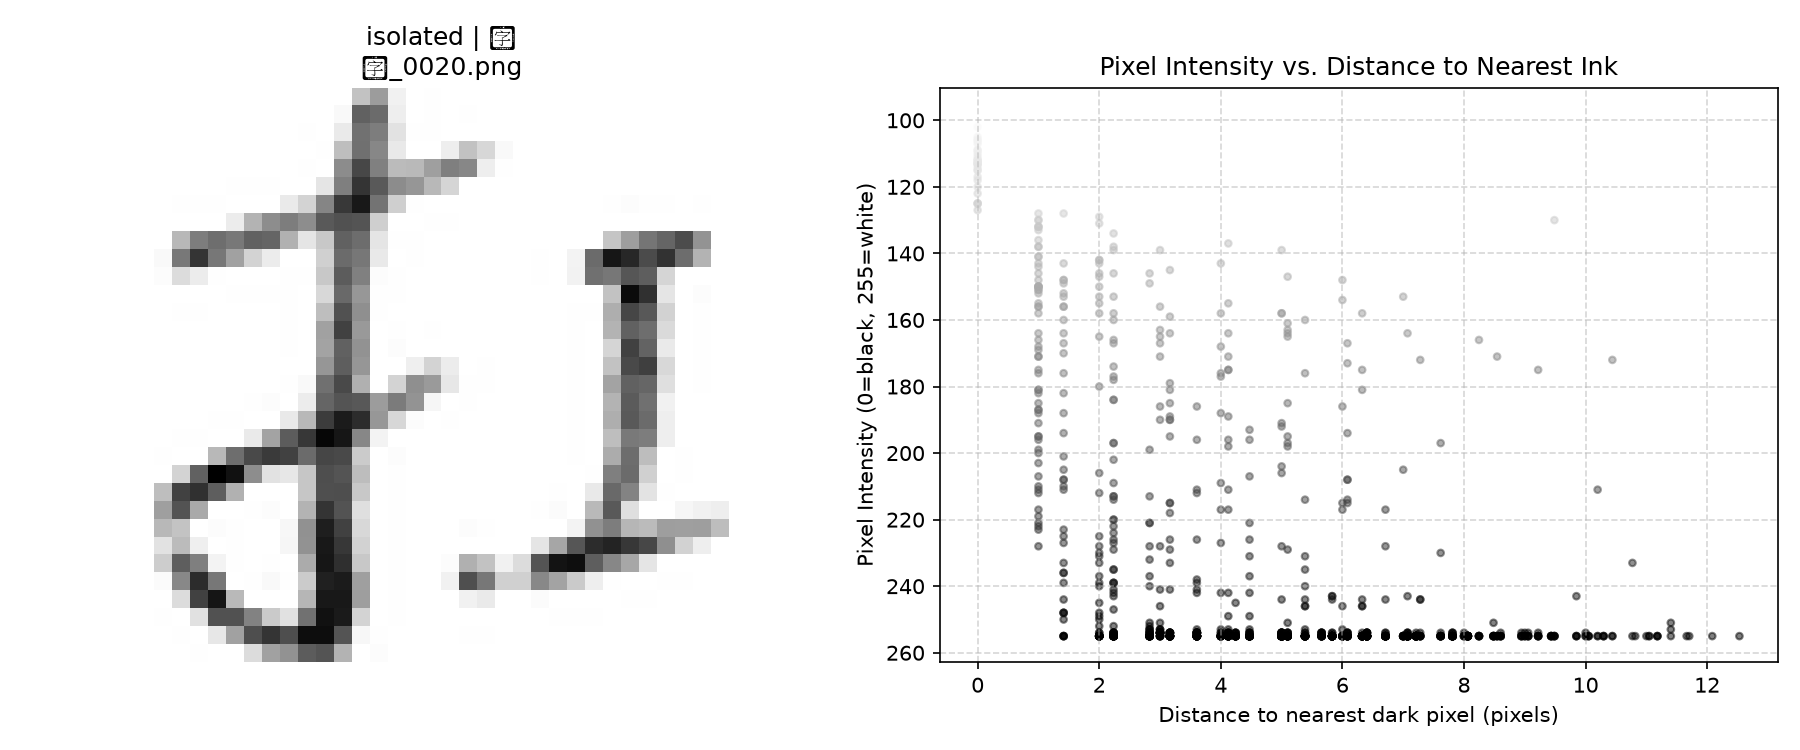 isolated |
_0020.png
扛
Pixel Intensity vs. Distance to Nearest Ink
Pixel Intensity (0=black, 255=white)
100
120
140
160
180
200
220
240
260
0 2 4 6 8 10 12
Distance to nearest dark pixel (pixels)